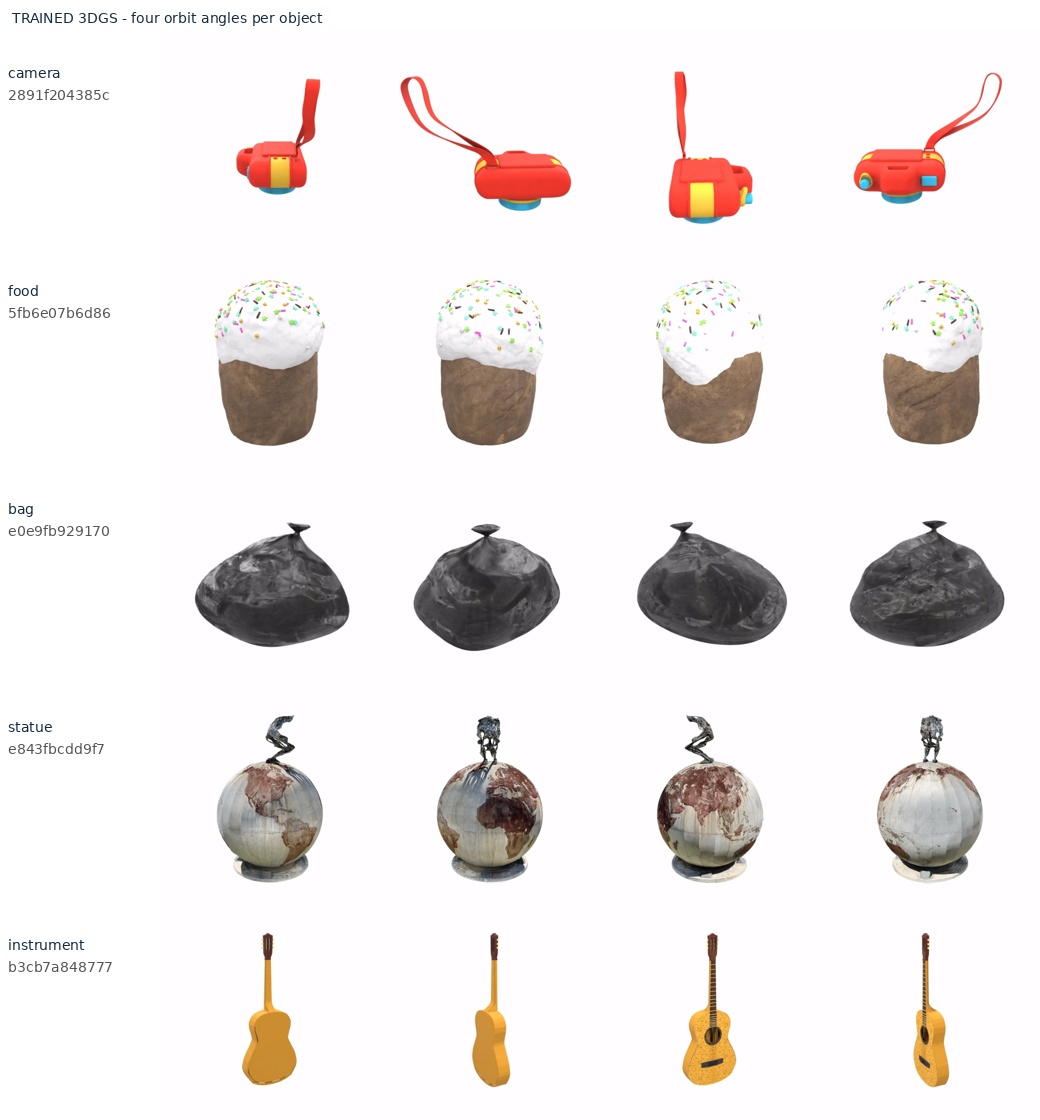 TRAINED 3DGS - four orbit angles per object
camera
2891f204385c
food
5fb6e07b6d86
bag
e0e9fb929170
statue
e843fbcdd9f7
instrument
b3cb7a848777